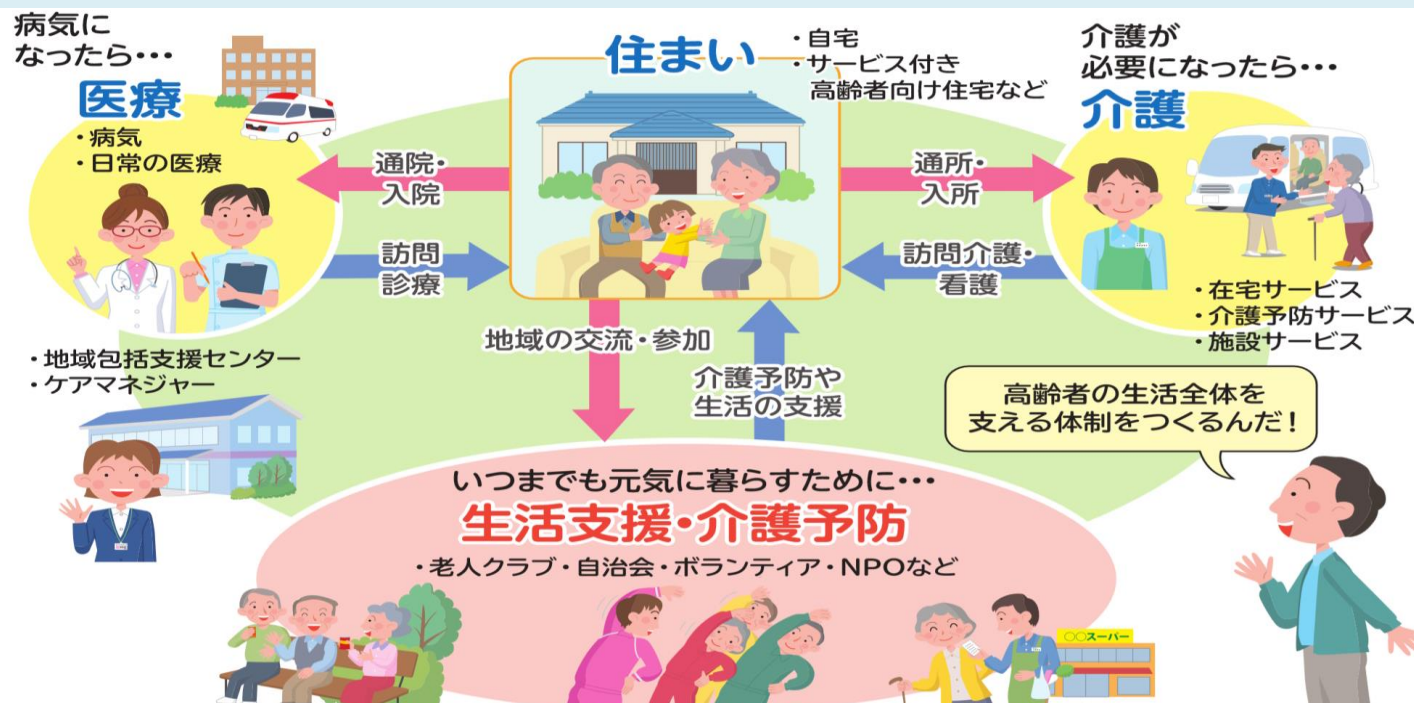 病気に
なったら…
医療
・病気
・日常の医療
住まい
・自宅
・サービス付き
高齢者向け住宅など
介護が
必要になったら…
介護
通院・
入院
通所・
入所
訪問
診療
訪問介護・
看護
・在宅サービス
・介護予防サービス
・施設サービス
・地域包括支援センター
・ケアマネジャー
地域の交流・参加
介護予防や
生活の支援
高齢者の生活全体を
支える体制をつくるんだ！
いつまでも元気に暮らすために…
生活支援・介護予防
・老人クラブ・自治会・ボランティア・NPOなど
○○スーパー